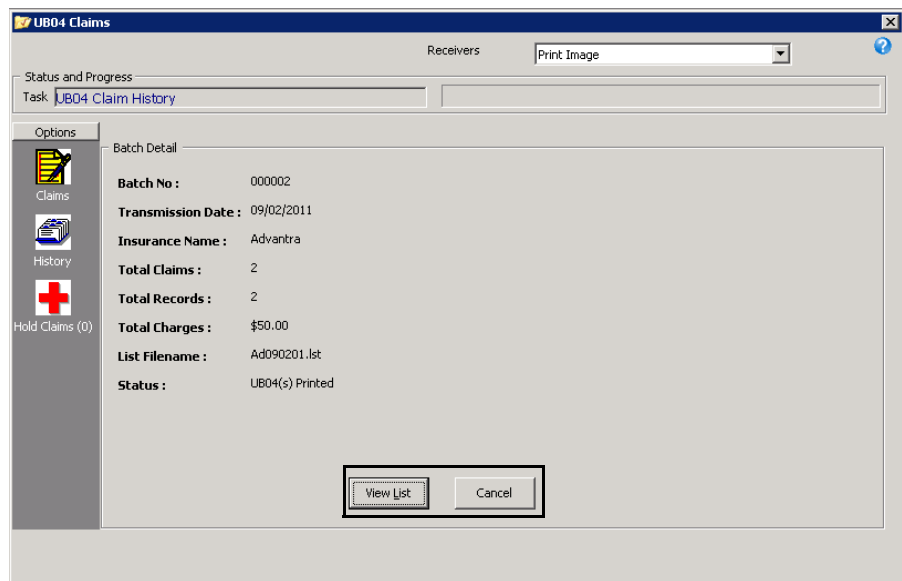 UB04 Claims
Receivers Print Image
Status and Progress
Task UB04 Claim History
Options
Claims
History
Hold Claims (0)
Batch Detail
Batch No : 000002
Transmission Date : 09/02/2011
Insurance Name : Advantra
Total Claims : 2
Total Records : 2
Total Charges : $50.00
List Filename : Ad090201.lst
Status : UB04(s) Printed
View List Cancel